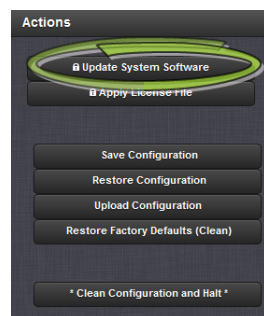 Actions
Update System Software
Apply License File
Save Configuration
Restore Configuration
Upload Configuration
Restore Factory Defaults (Clean)
* Clean Configuration and Halt *